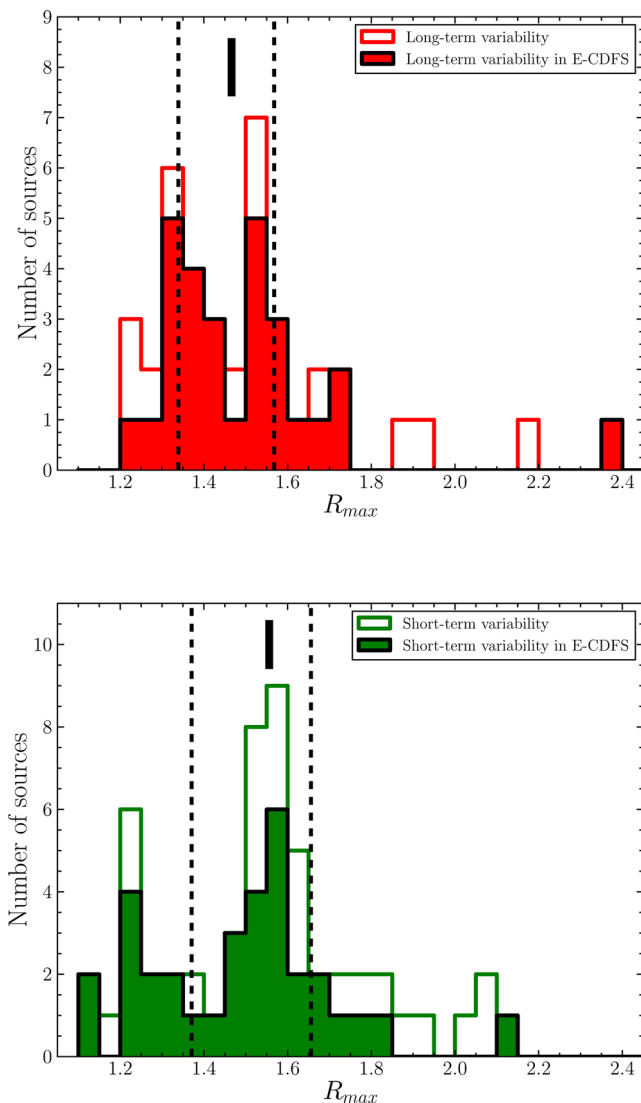 9
8
7
6
5
4
3
2
1
0
Number of sources
Long-term variability
Long-term variability in E-CDFS
1.2 1.4 1.6 1.8 2.0 2.2 2.4
R_max
10
8
6
4
2
0
Number of sources
Short-term variability
Short-term variability in E-CDFS
1.2 1.4 1.6 1.8 2.0 2.2 2.4
R_max